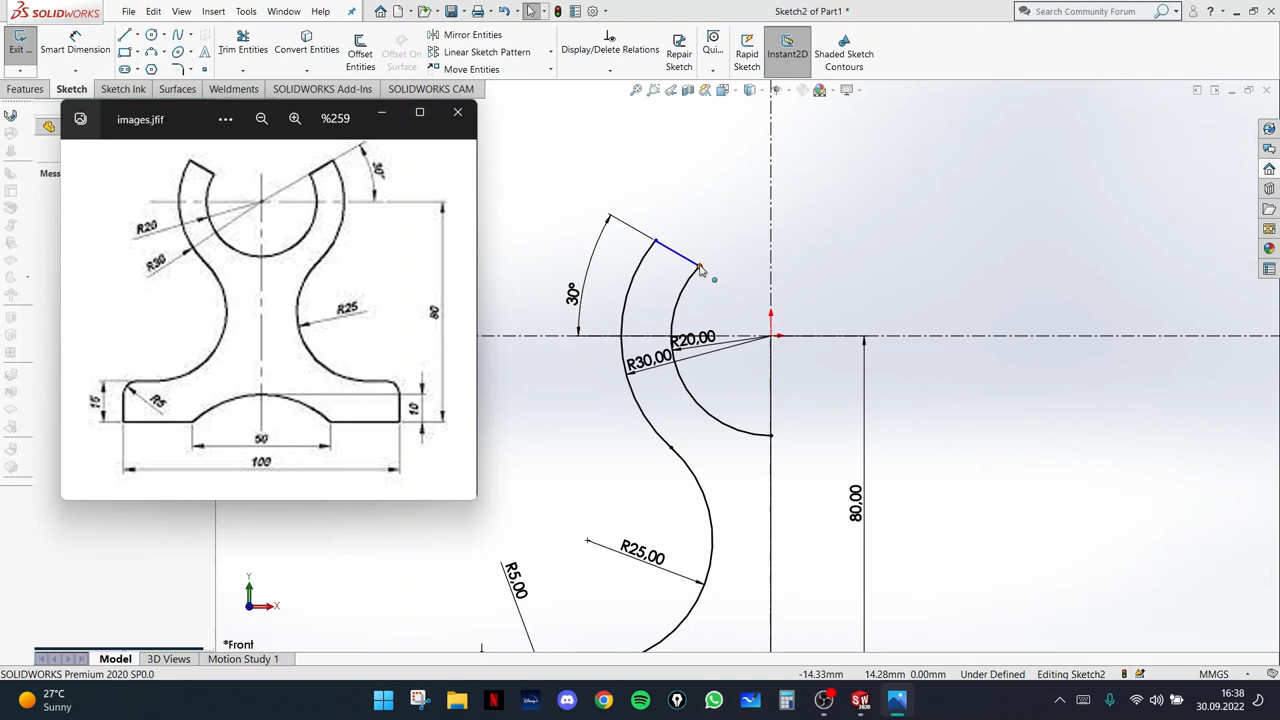 SOLIDWORKS
File Edit View Insert Tools Window Help
Sketch2 of Part1 *
Search Community Forum
Exit ...
Smart Dimension
Trim Entities
Convert Entities
Offset Entities
Offset On Surface
Mirror Entities
Linear Sketch Pattern
Move Entities
Display/Delete Relations
Repair Sketch
Qui...
Rapid Sketch
Instant2D
Shaded Sketch Contours
Features Sketch Sketch Ink Surfaces Weldments SOLIDWORKS Add-Ins SOLIDWORKS CAM
images.jfif
%259
Mess
30°
R20
R30
R25
80
15
R5
10
50
100
30°
R20,00
R30,00
80,00
R25,00
R5,00
Y
X
*Front
Model 3D Views Motion Study 1
SOLIDWORKS Premium 2020 SP0.0
-14.33mm 14.28mm 0.00mm Under Defined Editing Sketch2 MMGS
27°C
Sunny
16:38
30.09.2022